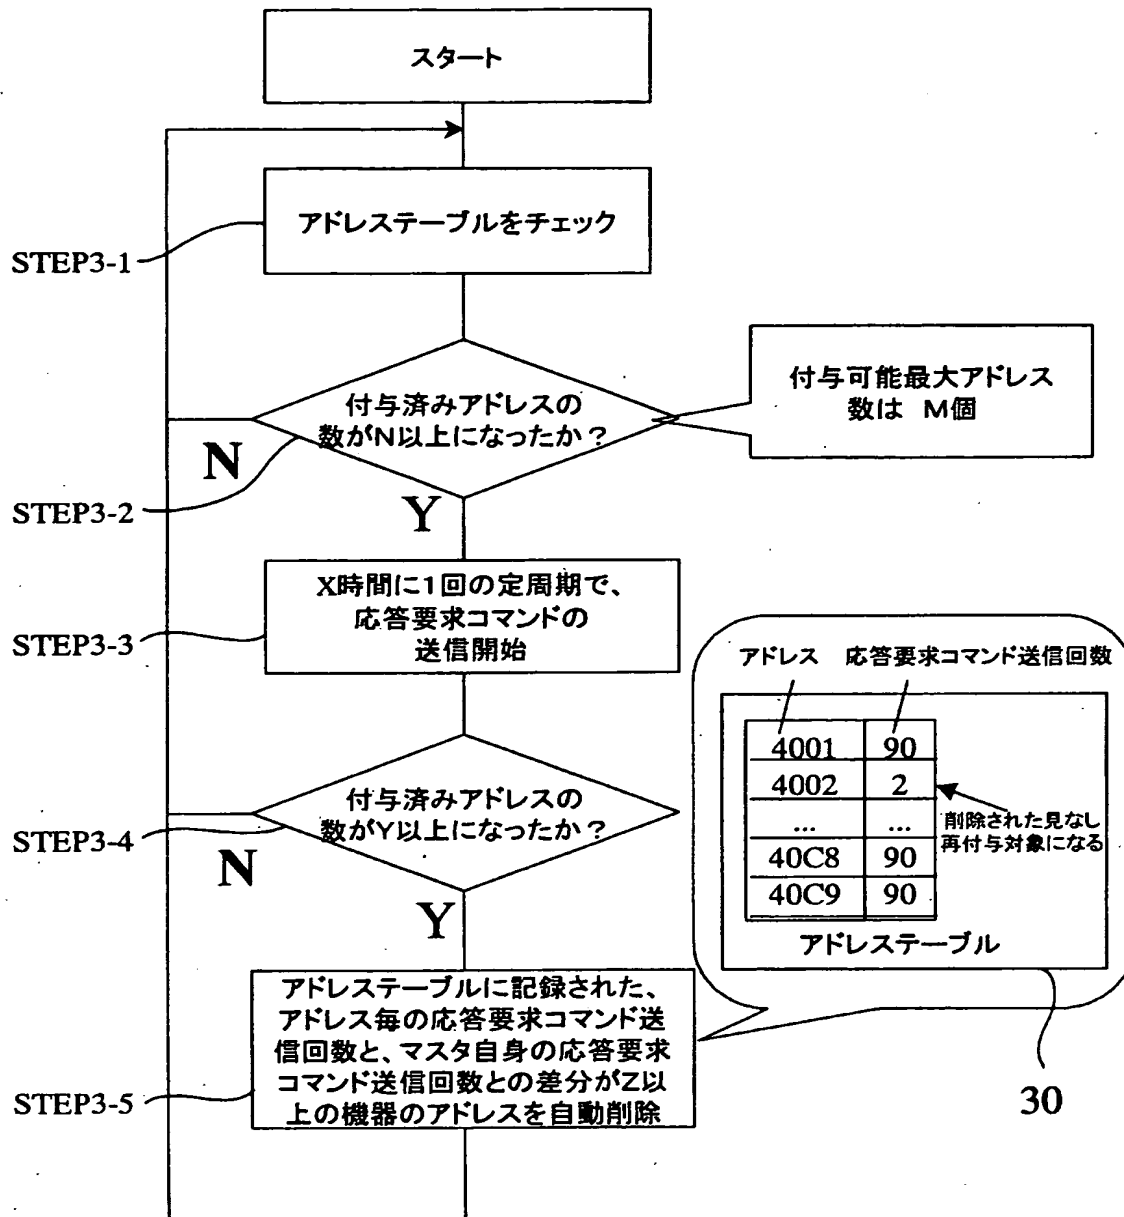 スタート
アドレステーブルをチェック
STEP3-1
付与済みアドレスの
数がN以上になったか？
付与可能最大アドレス
数は M個
N
STEP3-2
Y
X時間に1回の定周期で、
応答要求コマンドの
送信開始
STEP3-3
アドレス 応答要求コマンド送信回数
4001 90
4002 2
... ...
40C8 90
40C9 90
削除された見なし
再付与対象になる
アドレステーブル
付与済みアドレスの
数がY以上になったか？
STEP3-4
N
Y
アドレステーブルに記録された、
アドレス毎の応答要求コマンド送
信回数と、マスタ自身の応答要求
コマンド送信回数との差分がZ以
上の機器のアドレスを自動削除
STEP3-5
30